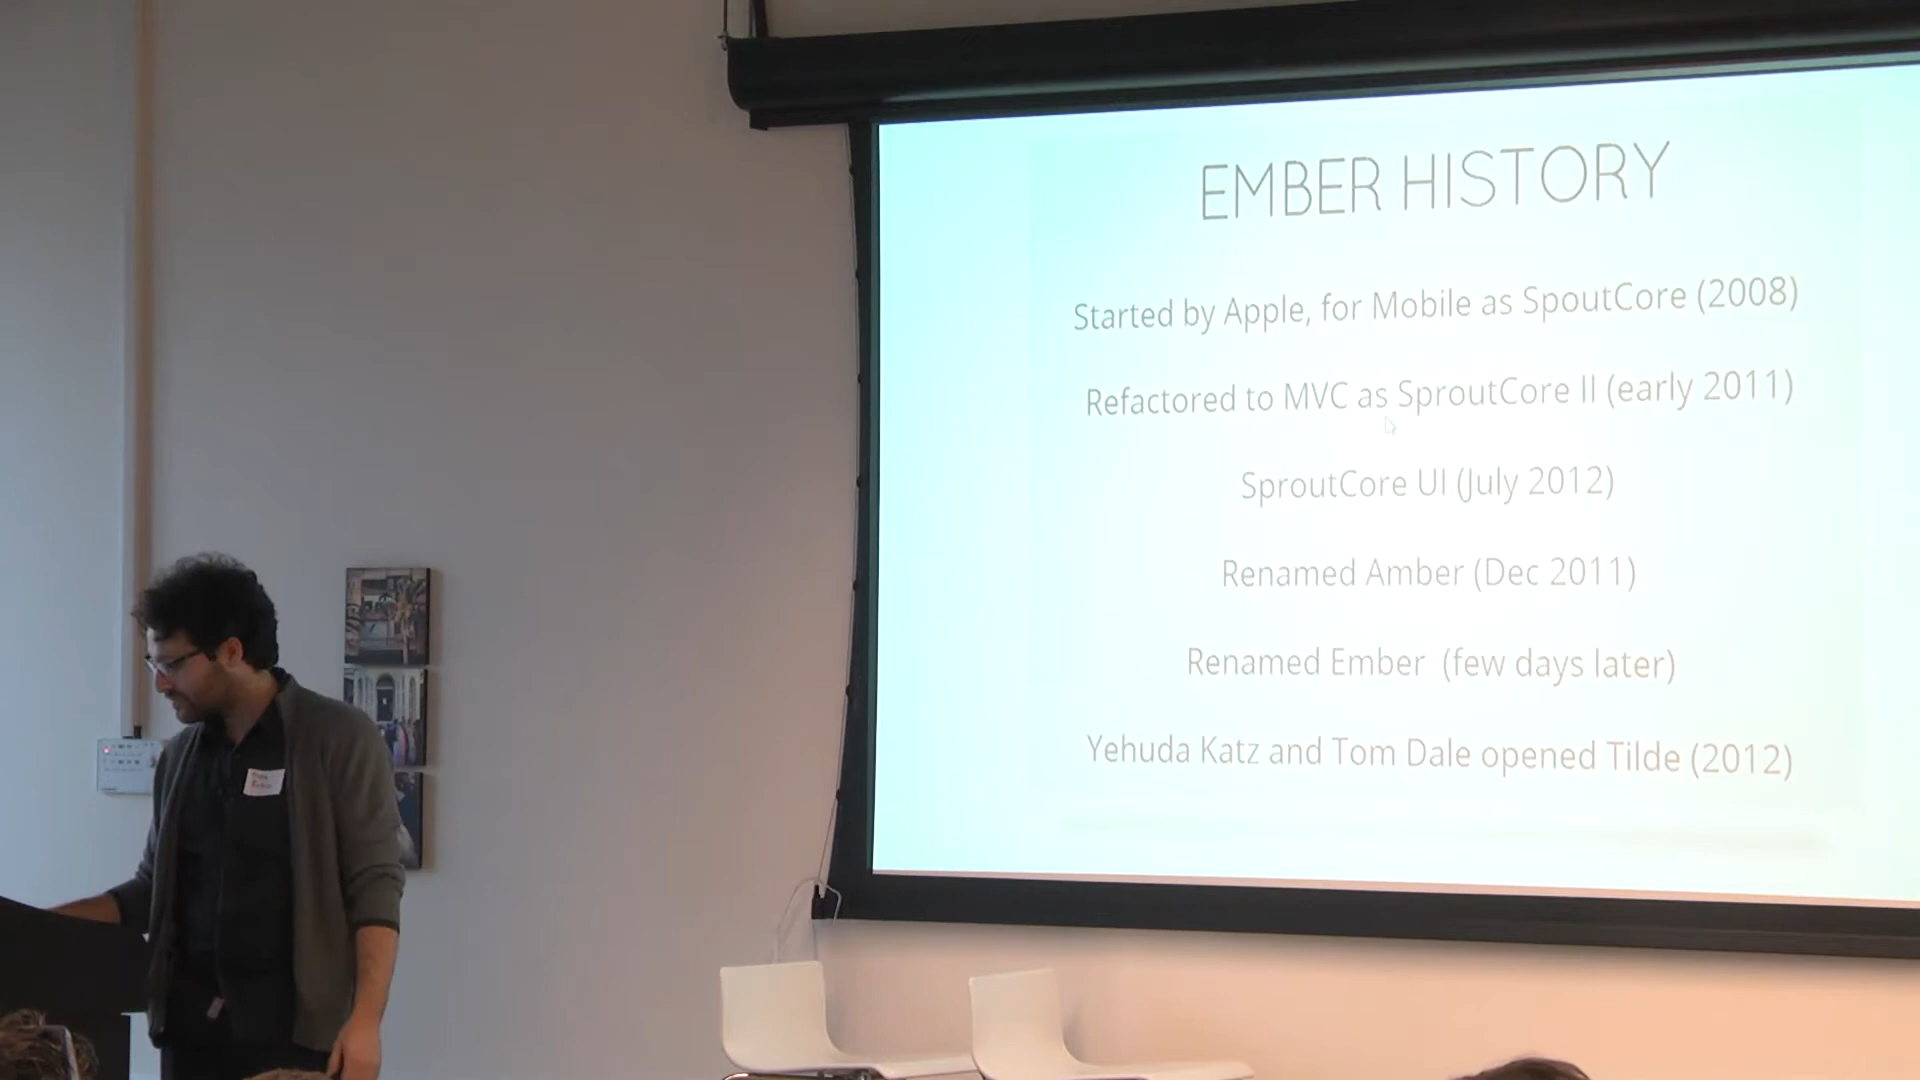 EMBER HISTORY
Started by Apple, for Mobile as SpoutCore (2008)
Refactored to MVC as SproutCore II (early 2011)
SproutCore UI (July 2012)
Renamed Amber (Dec 2011)
Renamed Ember (few days later)
Yehuda Katz and Tom Dale opened Tilde (2012)